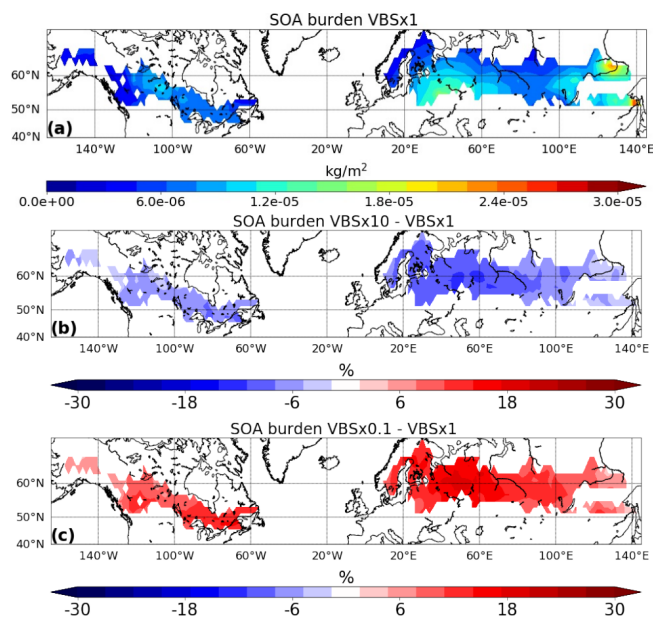 SOA burden VBSx1
60°N
50°N
40°N
(a)
140°W 100°W 60°W 20°W 20°E 60°E 100°E 140°E
kg/m²
0.0e+00 6.0e-06 1.2e-05 1.8e-05 2.4e-05 3.0e-05
SOA burden VBSx10 - VBSx1
60°N
50°N
40°N
(b)
140°W 100°W 60°W 20°W 20°E 60°E 100°E 140°E
%
-30 -18 -6 6 18 30
SOA burden VBSx0.1 - VBSx1
60°N
50°N
40°N
(c)
140°W 100°W 60°W 20°W 20°E 60°E 100°E 140°E
%
-30 -18 -6 6 18 30